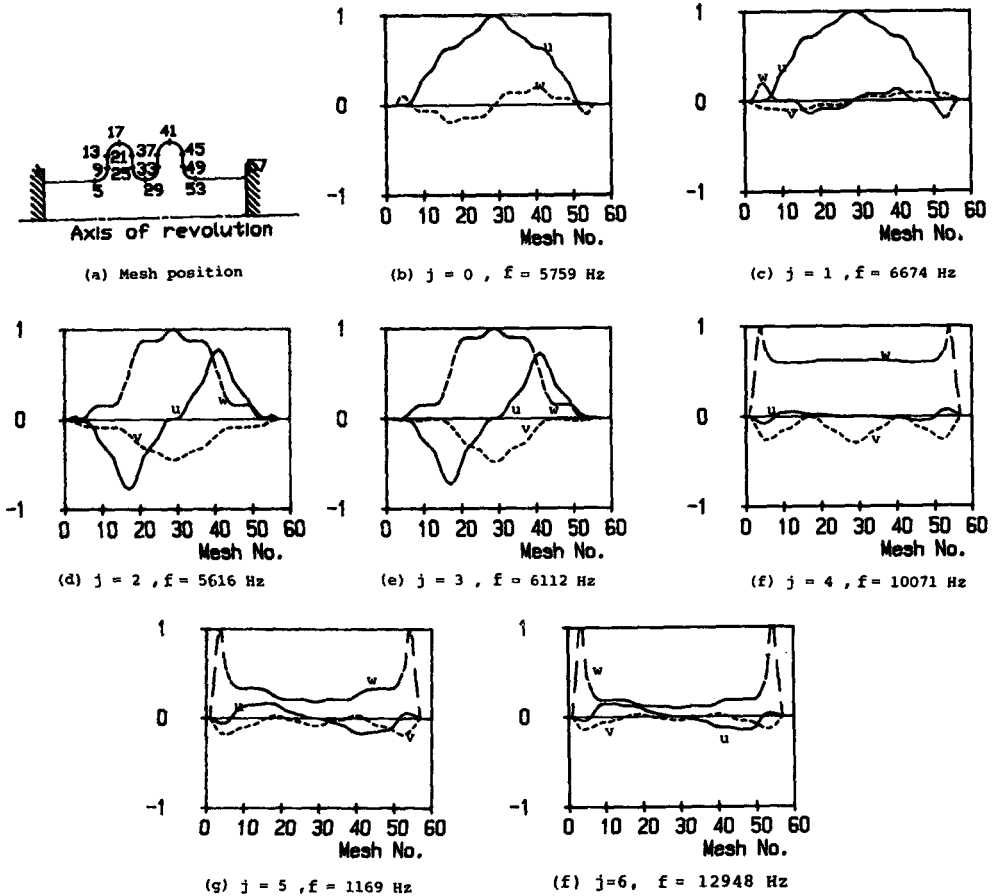 17 41
13 21 37 45
9 25 33 49
5 29 53
Axis of revolution
(a) Mesh position
1
0
-1
u
w
0 10 20 30 40 50 60
Mesh No.
(b) j = 0 , f = 5759 Hz
1
0
-1
w
u
v
0 10 20 30 40 50 60
Mesh No.
(c) j = 1 ,f = 6674 Hz
1
0
-1
u
w
v
0 10 20 30 40 50 60
Mesh No.
(d) j = 2 ,f = 5616 Hz
1
0
-1
u
w
v
0 10 20 30 40 50 60
Mesh No.
(e) j = 3 , f = 6112 Hz
1
0
-1
w
u
v
0 10 20 30 40 50 60
Mesh No.
(f) j = 4 ,f = 10071 Hz
1
0
-1
w
u
v
0 10 20 30 40 50 60
Mesh No.
(g) j = 5 ,f = 1169 Hz
1
0
-1
w
v
u
0 10 20 30 40 50 60
Mesh No.
(f) j=6, f = 12948 Hz